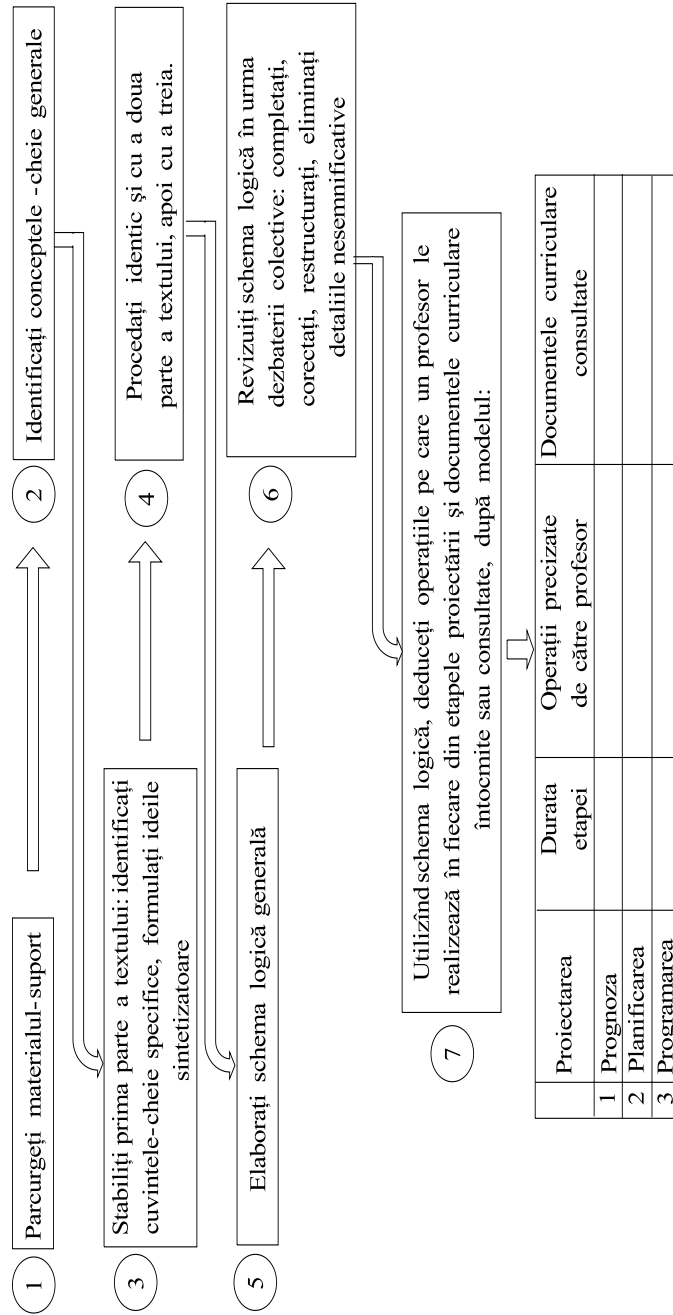 1
Parcurgeți materialul-suport
2
Identificați conceptele -cheie generale
3
Stabiliți prima parte a textului: identificați
cuvintele-cheie specifice, formulați ideile
sintetizatoare
4
Procedați identic și cu a doua
parte a textului, apoi cu a treia.
5
Elaborați schema logică generală
6
Revizuiți schema logică în urma
dezbaterii colective: completați,
corectați, restructurați, eliminați
detaliile nesemnificative
7
Utilizînd schema logică, deduceți operațiile pe care un profesor le
realizează în fiecare din etapele proiectării și documentele curriculare
întocmite sau consultate, după modelul:
Proiectarea
Durata
etapei
Operații precizate
de către profesor
Documentele curriculare
consultate
1 Prognoza
2 Planificarea
3 Programarea